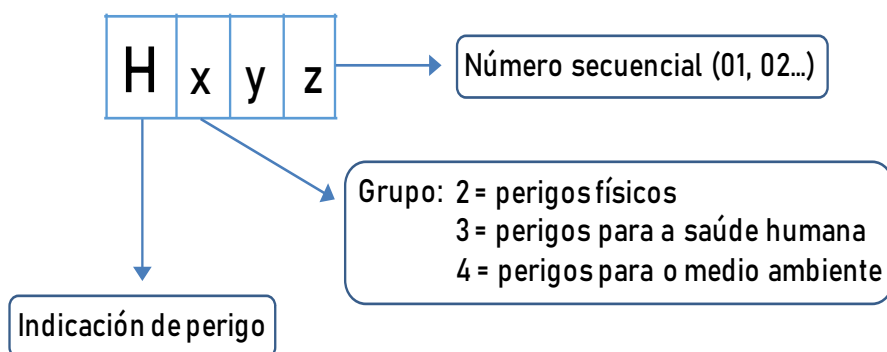 H x y z
Número secuencial (01, 02...)
Grupo: 2 = perigos físicos
3 = perigos para a saúde humana
4 = perigos para o medio ambiente
Indicación de perigo